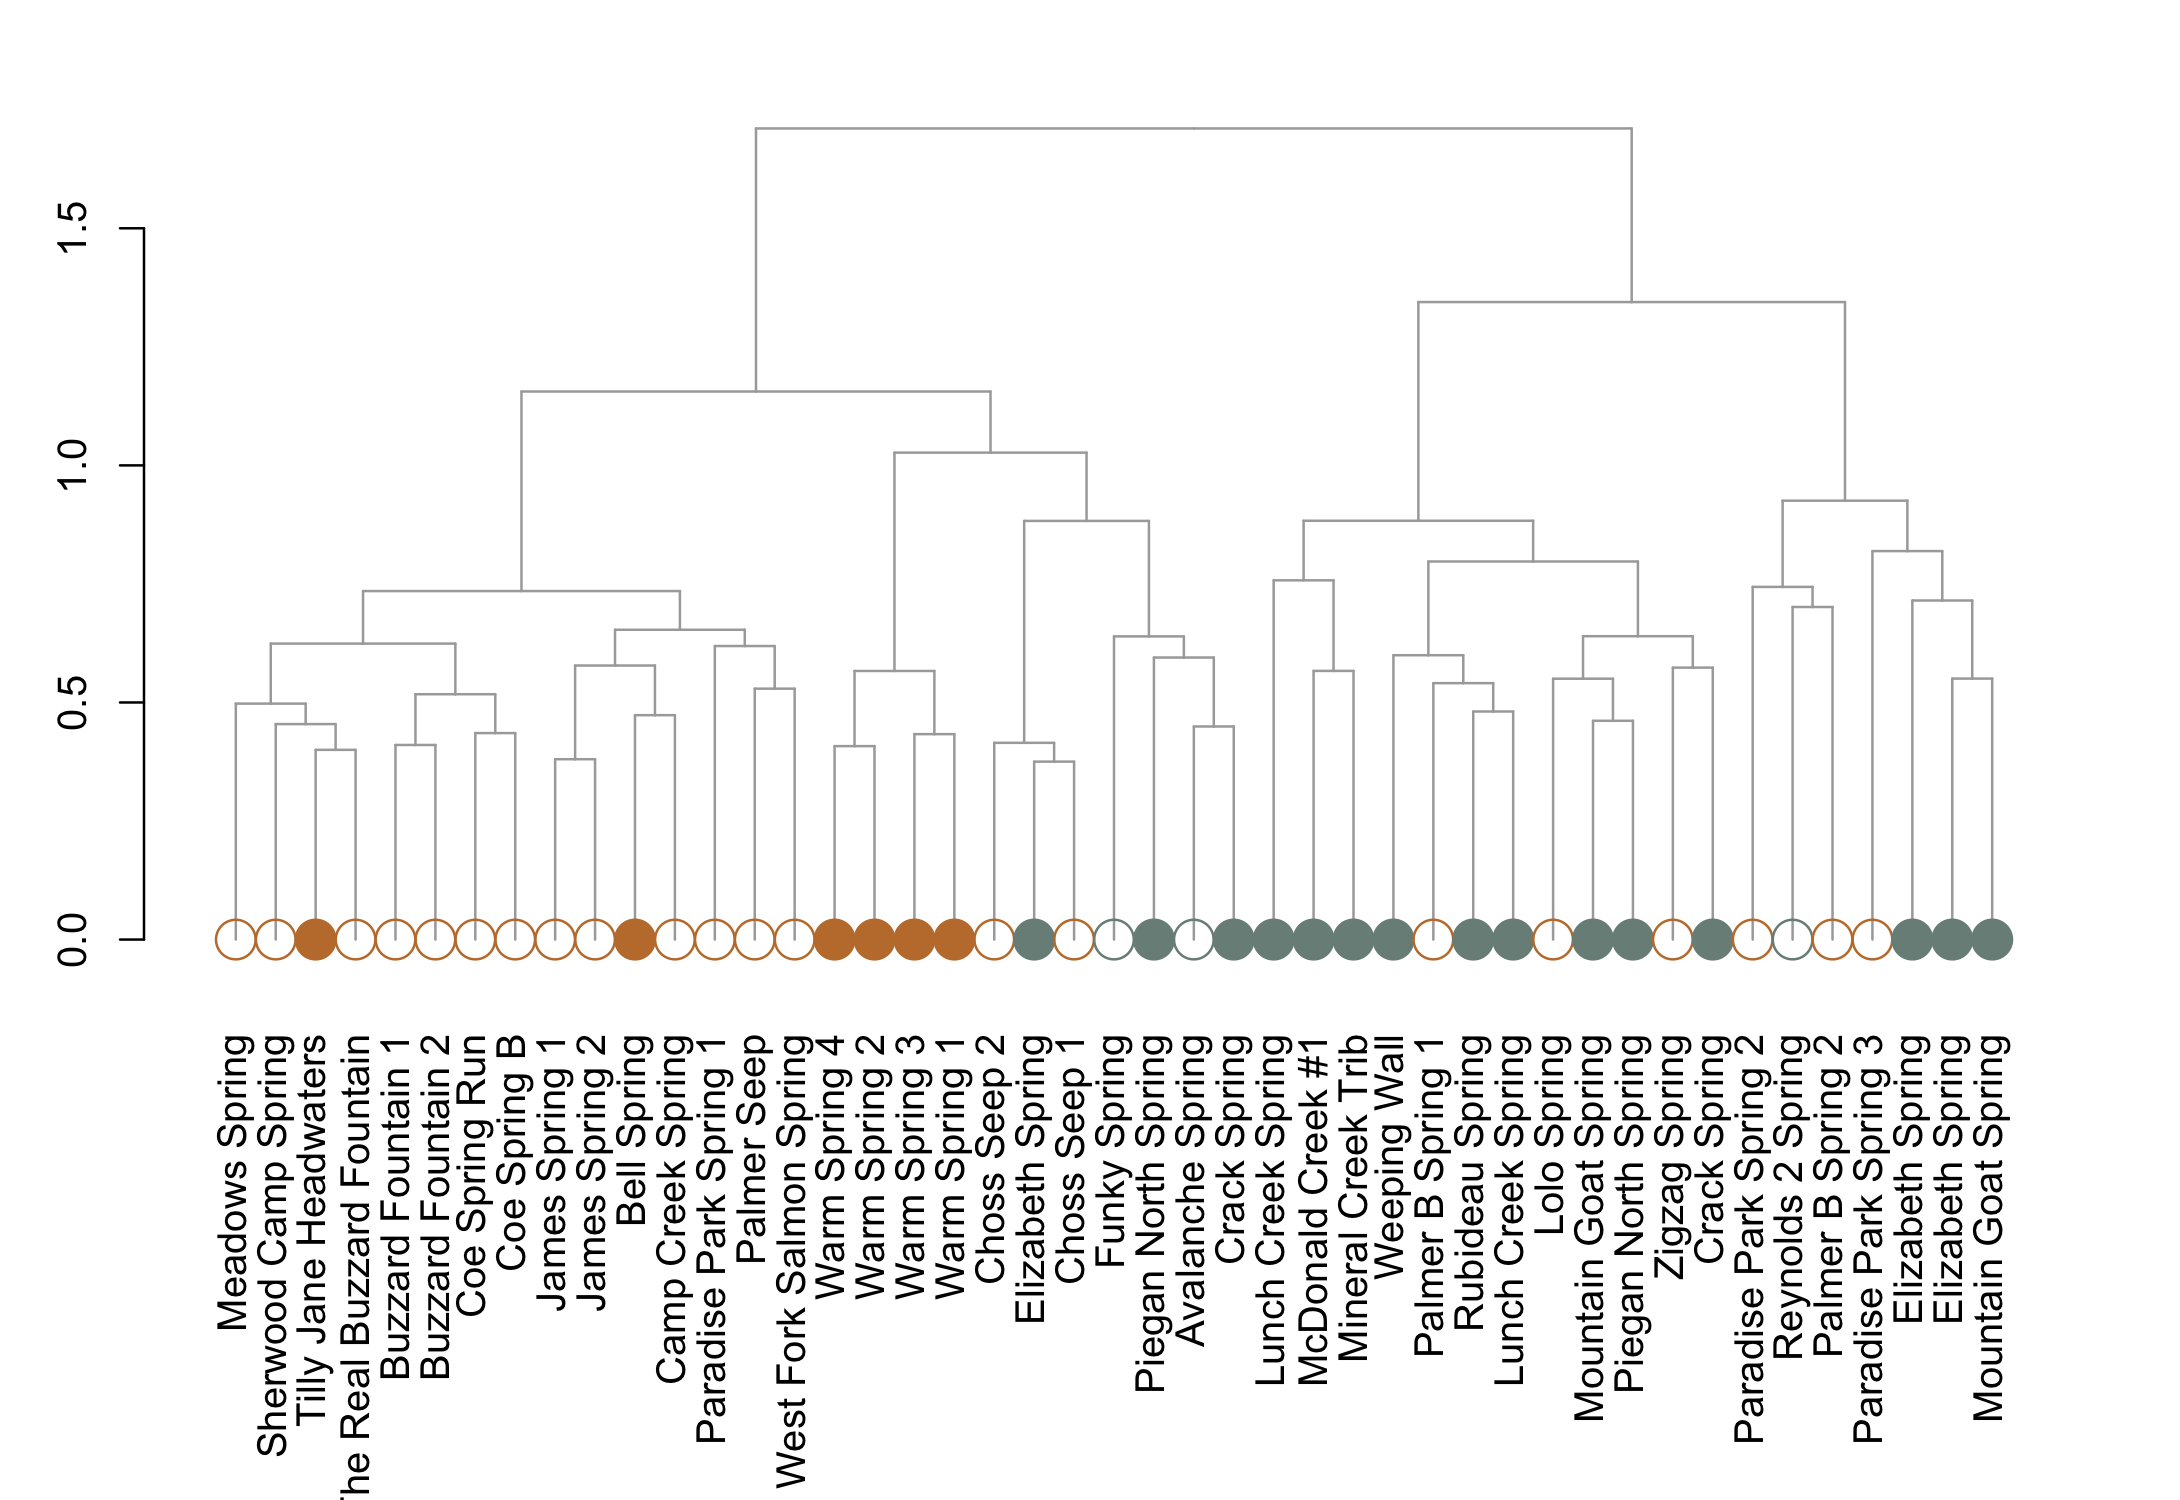 1.5
1.0
0.5
0.0
Meadows Spring
Sherwood Camp Spring
Tilly Jane Headwaters
he Real Buzzard Fountain
Buzzard Fountain 1
Buzzard Fountain 2
Coe Spring Run
Coe Spring B
James Spring 1
James Spring 2
Bell Spring
Camp Creek Spring
Paradise Park Spring 1
Palmer Seep
West Fork Salmon Spring
Warm Spring 4
Warm Spring 2
Warm Spring 3
Warm Spring 1
Choss Seep 2
Elizabeth Spring
Choss Seep 1
Funky Spring
Piegan North Spring
Avalanche Spring
Crack Spring
Lunch Creek Spring
McDonald Creek #1
Mineral Creek Trib
Weeping Wall
Palmer B Spring 1
Rubideau Spring
Lunch Creek Spring
Lolo Spring
Mountain Goat Spring
Piegan North Spring
Zigzag Spring
Crack Spring
Paradise Park Spring 2
Reynolds 2 Spring
Palmer B Spring 2
Paradise Park Spring 3
Elizabeth Spring
Elizabeth Spring
Mountain Goat Spring